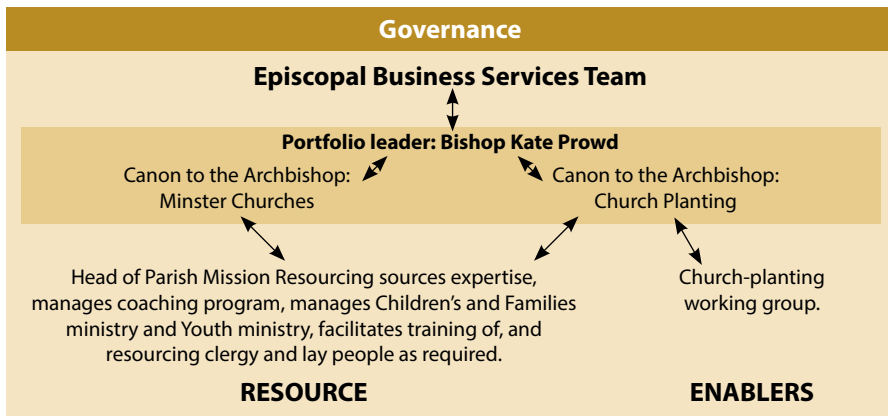 Governance
Episcopal Business Services Team
Portfolio leader: Bishop Kate Prowd
Canon to the Archbishop:
Minster Churches
Canon to the Archbishop:
Church Planting
Head of Parish Mission Resourcing sources expertise,
manages coaching program, manages Children’s and Families
ministry and Youth ministry, facilitates training of, and
resourcing clergy and lay people as required.
Church-planting
working group.
RESOURCE
ENABLERS